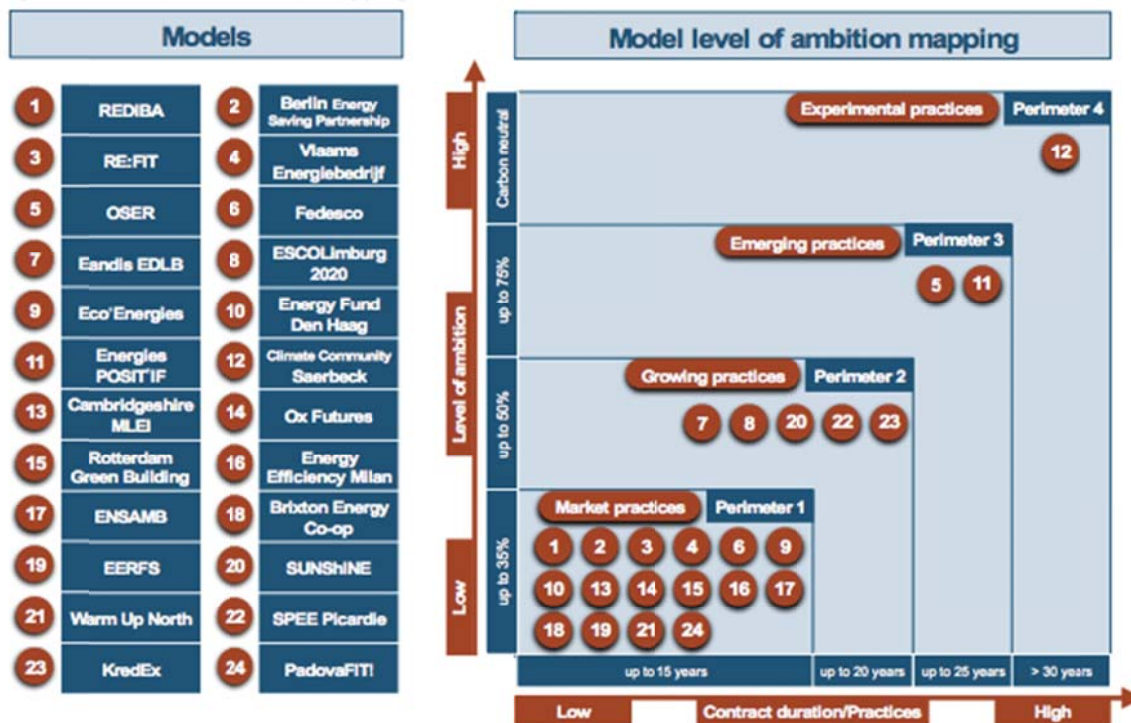 Models
1 REDIBA
2 Berlin Energy
Saving Partnership
3 RE:FIT
4 Vlaams
Energiebedrijf
5 OSER
6 Fedesco
7 Eandis EDLB
8 ESCOLimburg
2020
9 Eco'Energies
10 Energy Fund
Den Haag
11 Energies
POSIT'IF
12 Climate Community
Saerbeck
13 Cambridgeshire
MLEI
14 Ox Futures
15 Rotterdam
Green Building
16 Energy
Efficiency Milan
17 ENSAMB
18 Brixton Energy
Co-op
19 EERFS
20 SUNShINE
21 Warm Up North
22 SPEE Picardie
23 KredEx
24 PadovaFIT!
Model level of ambition mapping
High
Level of ambition
Low
Carbon neutral
up to 75%
up to 50%
up to 35%
Experimental practices
Perimeter 4
12
Emerging practices
Perimeter 3
5 11
Growing practices
Perimeter 2
7 8 20 22 23
Market practices
Perimeter 1
1 2 3 4 6 9
10 13 14 15 16 17
18 19 21 24
up to 15 years
up to 20 years
up to 25 years
> 30 years
Low
Contract duration/Practices
High